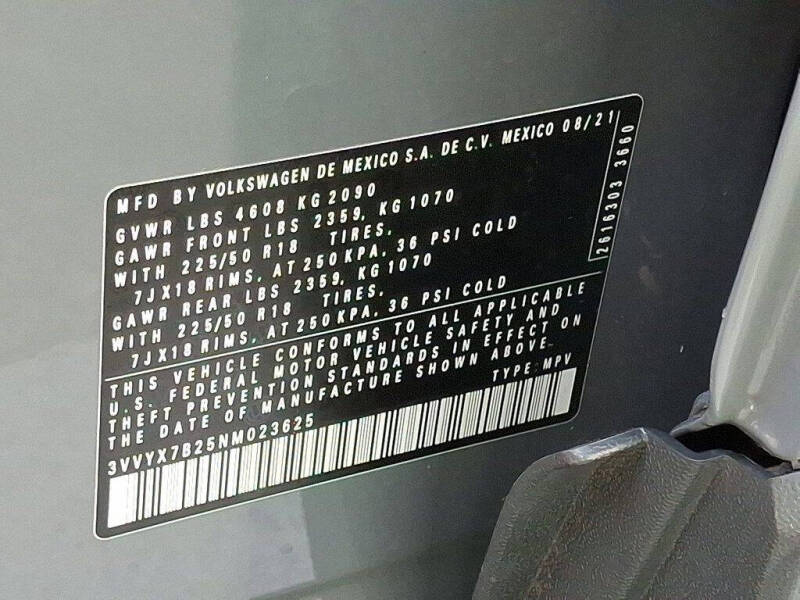 MFD BY VOLKSWAGEN DE MEXICO S.A. DE C.V. MEXICO 08/21
GVWR LBS 4608 KG 2090
GAWR FRONT LBS 2359, KG 1070
WITH 225/50 R18 TIRES,
7JX18 RIMS, AT 250 KPA, 36 PSI COLD
GAWR REAR LBS 2359, KG 1070
WITH 225/50 R18 TIRES,
7JX18 RIMS, AT 250 KPA, 36 PSI COLD
THIS VEHICLE CONFORMS TO ALL APPLICABLE
U.S. FEDERAL MOTOR VEHICLE SAFETY AND
THEFT PREVENTION STANDARDS IN EFFECT ON
THE DATE OF MANUFACTURE SHOWN ABOVE.
TYPE: MPV
3VVYX7B25NM023625
2616303 3660